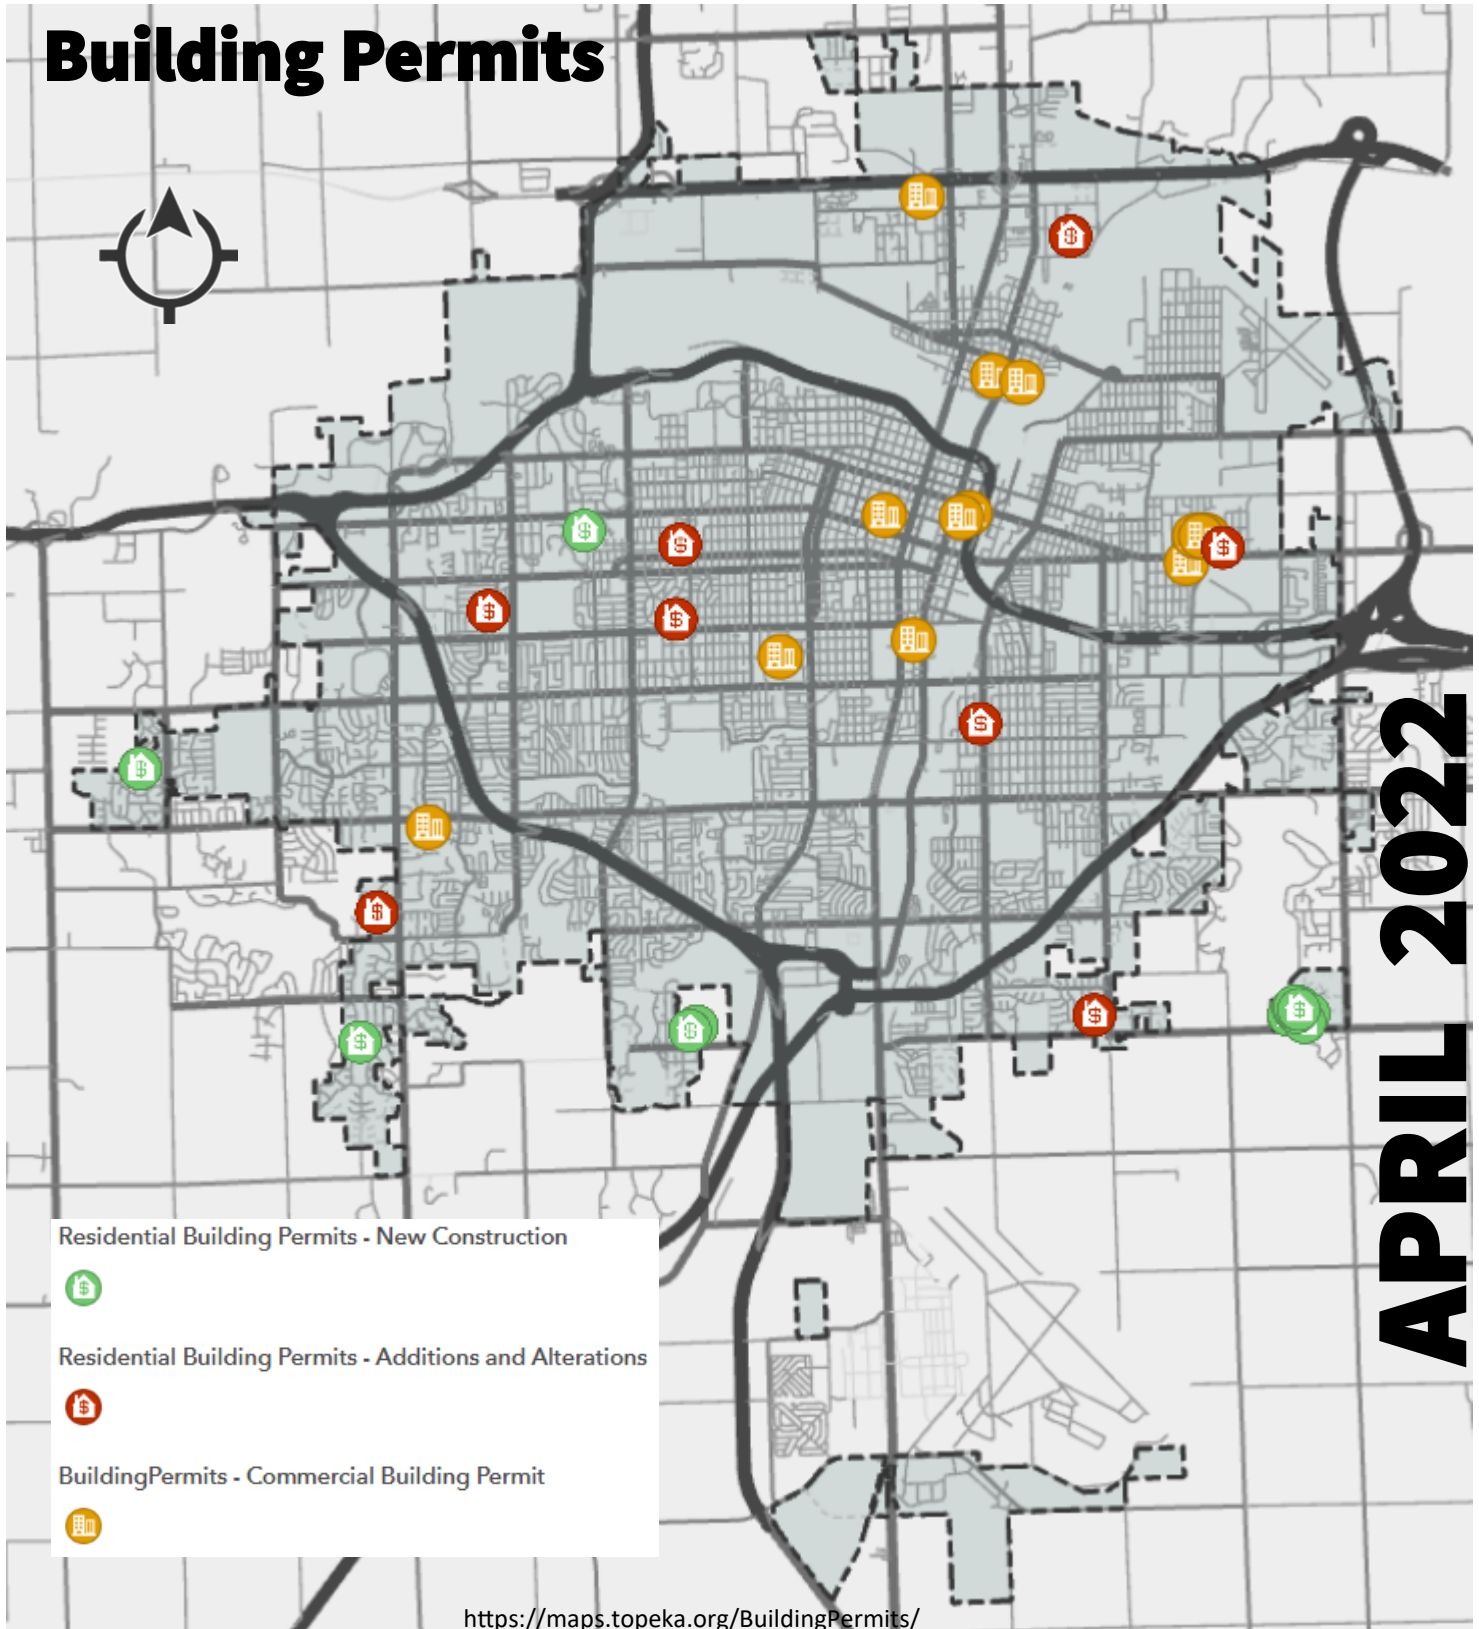 Building Permits
APRIL 2022
Residential Building Permits - New Construction
Residential Building Permits - Additions and Alterations
BuildingPermits - Commercial Building Permit
https://maps.topeka.org/BuildingPermits/